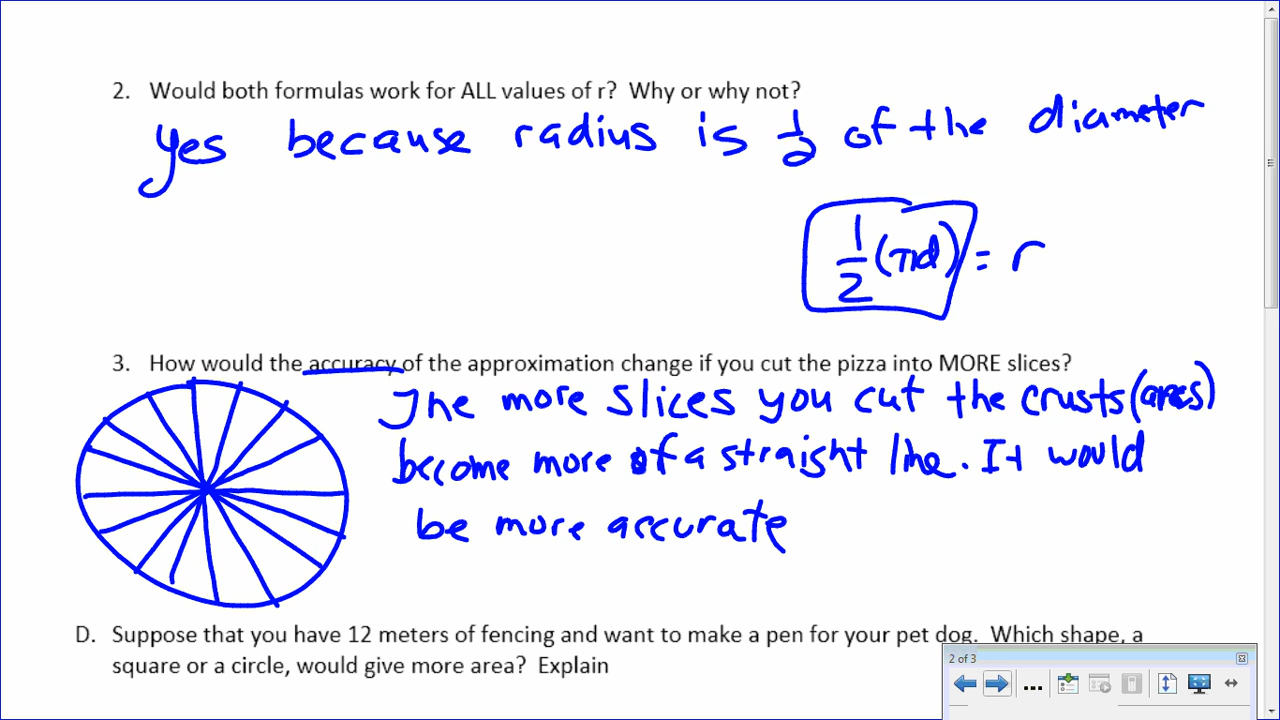 2. Would both formulas work for ALL values of r? Why or why not?
yes because radius is 1/2 of the diameter
1/2 (πd) = r
3. How would the accuracy of the approximation change if you cut the pizza into MORE slices?
The more slices you cut the crusts (arcs)
become more of a straight line. It would
be more accurate
D. Suppose that you have 12 meters of fencing and want to make a pen for your pet dog. Which shape, a
square or a circle, would give more area? Explain
2 of 3